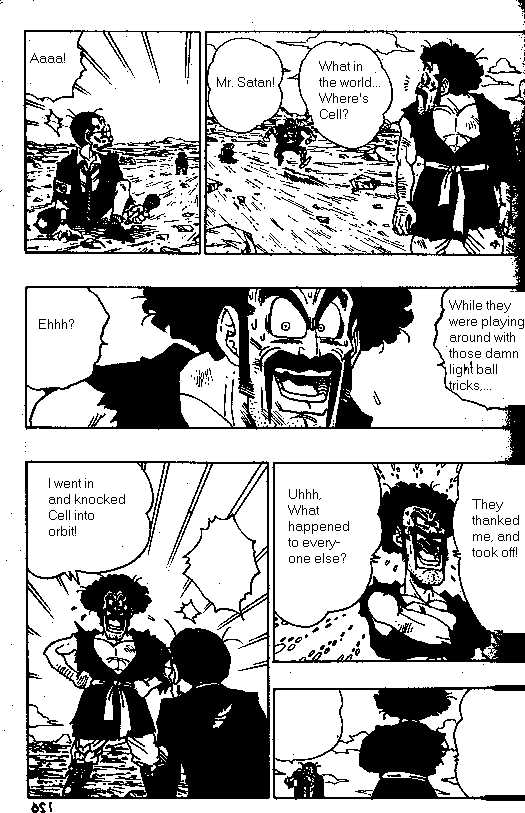 Aaaa!
Mr. Satan!
What in
the world...
Where's
Cell?
Ehhh?
While they
were playing
around with
those damn
light ball
tricks,...
I went in
and knocked
Cell into
orbit!
Uhhh,
What
happened
to every-
one else?
They
thanked
me, and
took off!
126